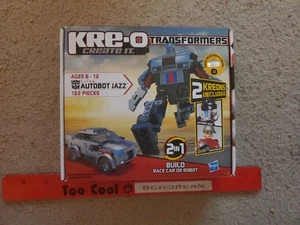 KRE-O TRANSFORMERS
CREATE IT.
AGES 6-12
AUTOBOT JAZZ
122 PIECES
2 KREONS
INCLUDED!
2 IN 1
BUILD
RACE CAR OR ROBOT
Hasbro
Too Cool
BGHOREAN